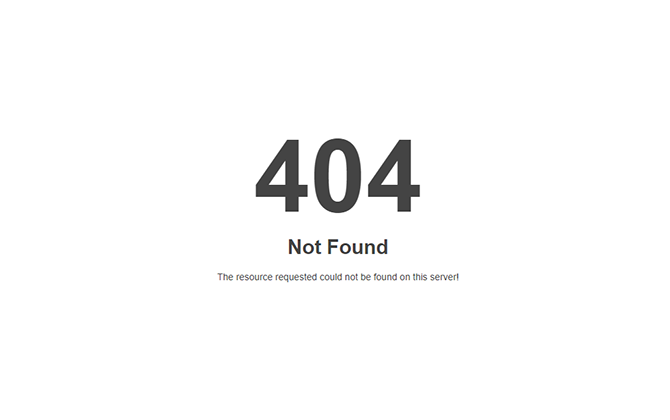 404
Not Found
The resource requested could not be found on this server!